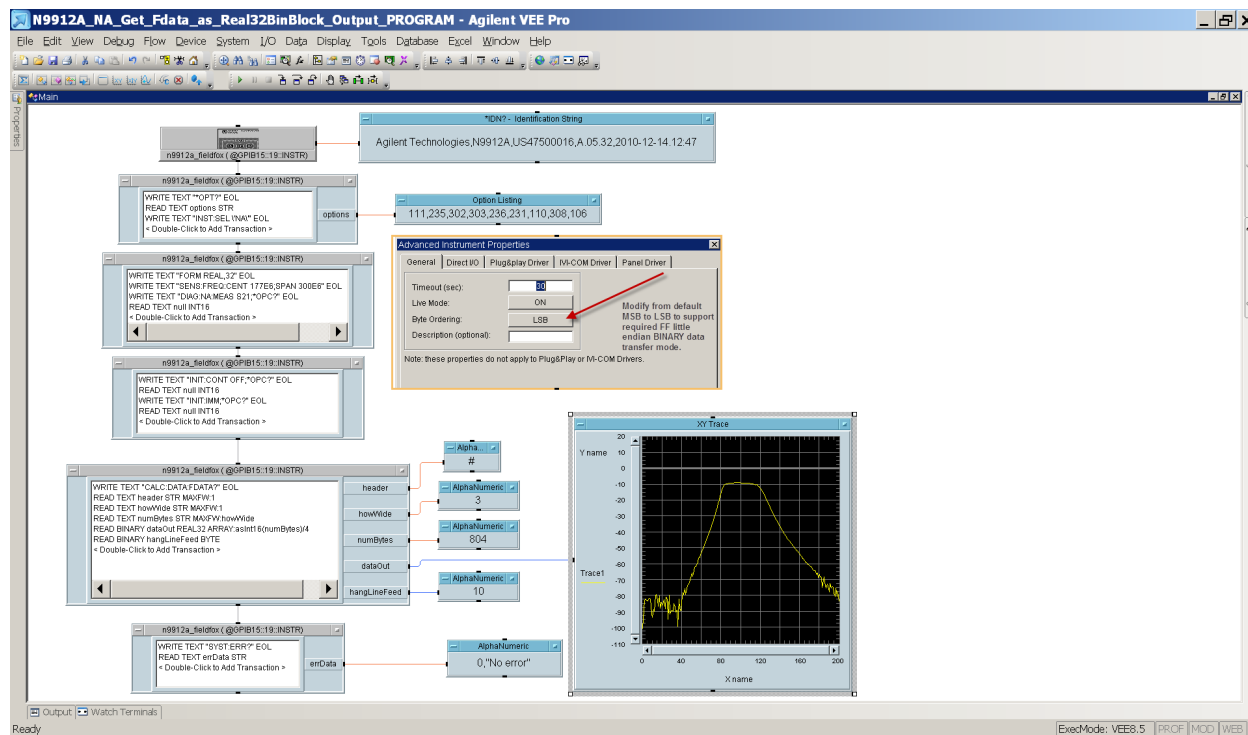 N9912A_NA_Get_Fdata_as_Real32BinBlock_Output_PROGRAM - Agilent VEE Pro
File Edit View Debug Flow Device System I/O Data Display Tools Database Excel Window Help
Properties
Main
n9912a_fieldfox ( @GPIB15::19::INSTR)
*IDN? - Identification String
Agilent Technologies,N9912A,US47500016,A.05.32,2010-12-14.12:47
n9912a_fieldfox ( @GPIB15::19::INSTR)
WRITE TEXT "*OPT?" EOL
READ TEXT options STR
WRITE TEXT "INST:SEL \'NA\'" EOL
< Double-Click to Add Transaction >
options
Option Listing
111,235,302,303,236,231,110,308,106
n9912a_fieldfox ( @GPIB15::19::INSTR)
WRITE TEXT "FORM REAL,32" EOL
WRITE TEXT "SENS:FREQ:CENT 177E6;SPAN 300E6" EOL
WRITE TEXT "DIAG:NA:MEAS S21;*OPC?" EOL
READ TEXT null INT16
< Double-Click to Add Transaction >
Advanced Instrument Properties
General Direct I/O Plug&play Driver IVI-COM Driver Panel Driver
Timeout (sec): 30
Live Mode: ON
Byte Ordering: LSB
Description (optional):
Modify from default
MSB to LSB to support
required FF little
endian BINARY data
transfer mode.
Note: these properties do not apply to Plug&Play or IVI-COM Drivers.
n9912a_fieldfox ( @GPIB15::19::INSTR)
WRITE TEXT "INIT:CONT OFF;*OPC?" EOL
READ TEXT null INT16
WRITE TEXT "INIT:IMM;*OPC?" EOL
READ TEXT null INT16
< Double-Click to Add Transaction >
n9912a_fieldfox ( @GPIB15::19::INSTR)
WRITE TEXT "CALC:DATA:FDATA?" EOL
READ TEXT header STR MAXFW:1
READ TEXT howWide STR MAXFW:1
READ TEXT numBytes STR MAXFW:howWide
READ BINARY dataOut REAL32 ARRAY:asInt16(numBytes)/4
READ BINARY hangLineFeed BYTE
< Double-Click to Add Transaction >
header
howWide
numBytes
dataOut
hangLineFeed
Alpha...
#
AlphaNumeric
3
AlphaNumeric
804
AlphaNumeric
10
n9912a_fieldfox ( @GPIB15::19::INSTR)
WRITE TEXT "SYST:ERR?" EOL
READ TEXT errData STR
< Double-Click to Add Transaction >
errData
AlphaNumeric
0,"No error"
XY Trace
Y name
20
10
0
-10
-20
-30
-40
-50
-60
-70
-80
-90
-100
-110
Trace1
0 40 80 120 160 200
X name
Output Watch Terminals
Ready
ExecMode: VEE8.5 PROF MOD WEB